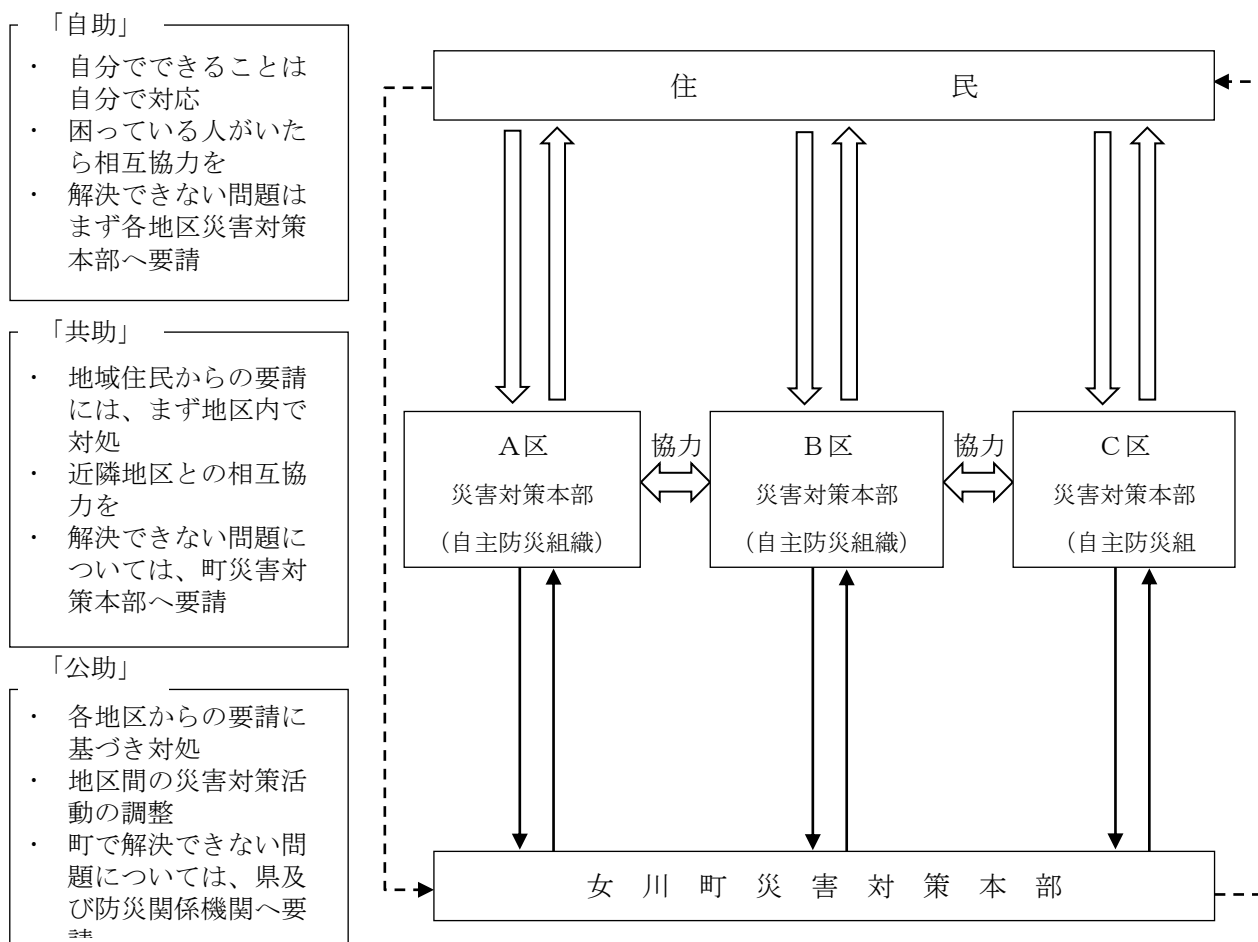 「自助」
・ 自分でできることは
自分で対応
・ 困っている人がいた
ら相互協力を
・ 解決できない問題は
まず各地区災害対策
本部へ要請
「共助」
・ 地域住民からの要請
には、まず地区内で
対処
・ 近隣地区との相互協
力を
・ 解決できない問題に
ついては、町災害対
策本部へ要請
「公助」
・ 各地区からの要請に
基づき対処
・ 地区間の災害対策活
動の調整
・ 町で解決できない問
題については、県及
び防災関係機関へ要
住 民
A区
災害対策本部
(自主防災組織)
協力
B区
災害対策本部
(自主防災組織)
協力
C区
災害対策本部
(自主防災組
女川町災害対策本部